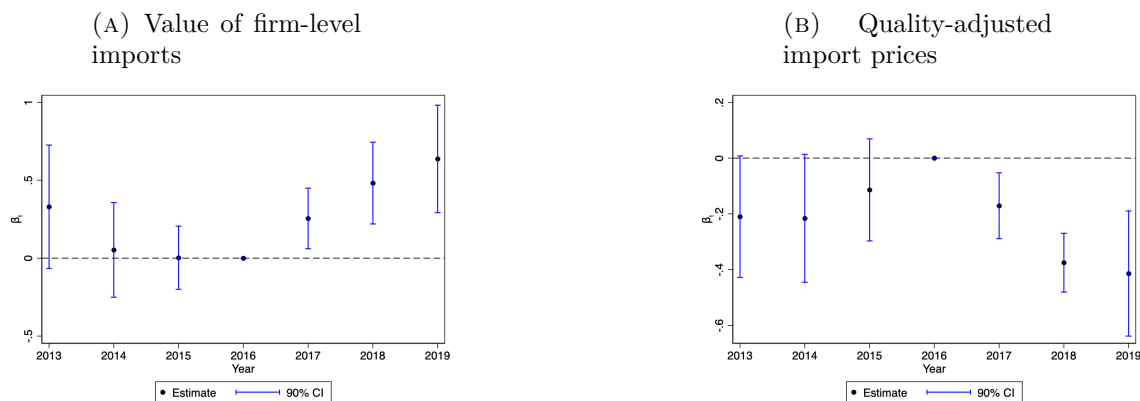 (A) Value of firm-level
imports
1
.5
0
-.5
βt
2013 2014 2015 2016 2017 2018 2019
Year
Estimate 90% CI
(B) Quality-adjusted
import prices
.2
0
-.2
-.4
-.6
βt
2013 2014 2015 2016 2017 2018 2019
Year
Estimate 90% CI